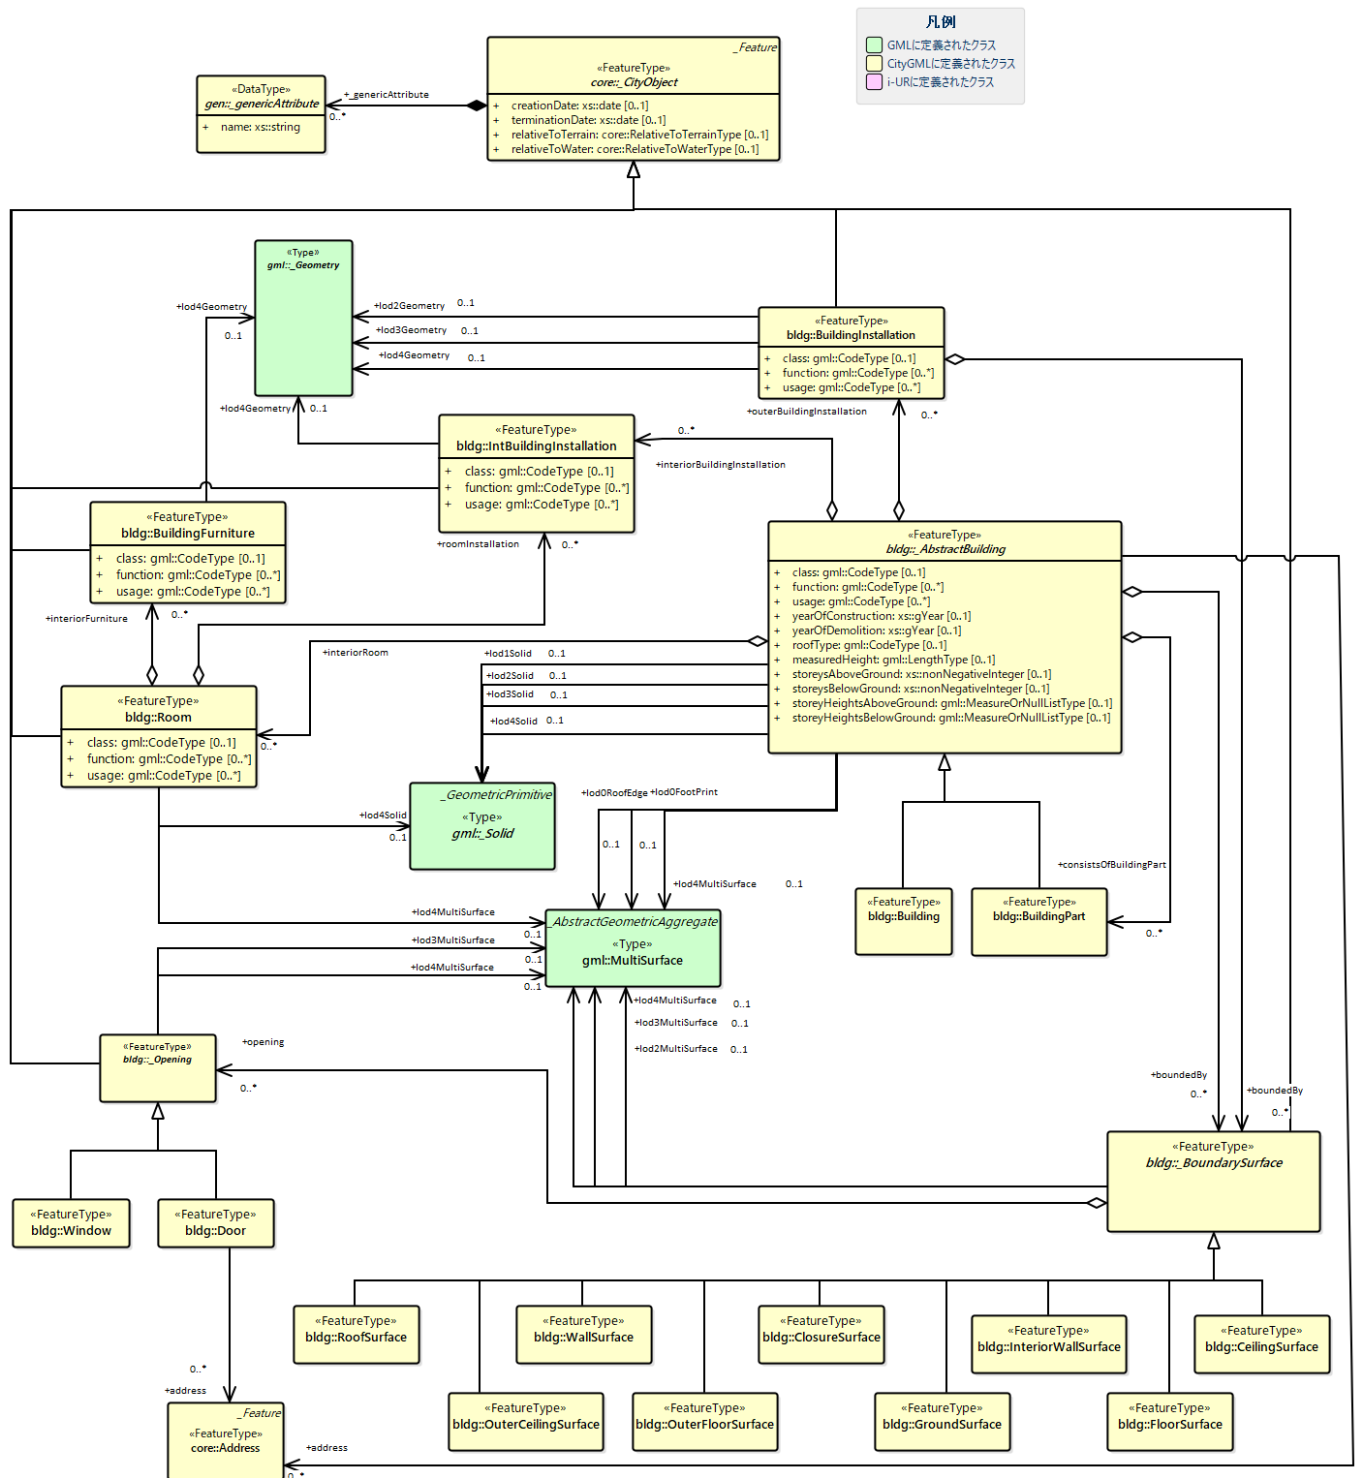 凡例
GMLに定義されたクラス
CityGMLに定義されたクラス
i-URに定義されたクラス
_Feature
«FeatureType»
core::_CityObject
+ creationDate: xs::date [0..1]
+ terminationDate: xs::date [0..1]
+ relativeToTerrain: core::RelativeToTerrainType [0..1]
+ relativeToWater: core::RelativeToWaterType [0..1]
«DataType»
gen::_genericAttribute
+ name: xs::string
+_genericAttribute
0..*
«Type»
gml::_Geometry
+lod4Geometry
0..1
+lod2Geometry 0..1
+lod3Geometry 0..1
+lod4Geometry 0..1
+lod4Geometry 0..1
«FeatureType»
bldg::BuildingInstallation
+ class: gml::CodeType [0..1]
+ function: gml::CodeType [0..*]
+ usage: gml::CodeType [0..*]
+outerBuildingInstallation
0..*
«FeatureType»
bldg::IntBuildingInstallation
+ class: gml::CodeType [0..1]
+ function: gml::CodeType [0..*]
+ usage: gml::CodeType [0..*]
0..*
+interiorBuildingInstallation
+roomInstallation 0..*
«FeatureType»
bldg::BuildingFurniture
+ class: gml::CodeType [0..1]
+ function: gml::CodeType [0..*]
+ usage: gml::CodeType [0..*]
+interiorFurniture 0..*
«FeatureType»
bldg::_AbstractBuilding
+ class: gml::CodeType [0..1]
+ function: gml::CodeType [0..*]
+ usage: gml::CodeType [0..*]
+ yearOfConstruction: xs::gYear [0..1]
+ yearOfDemolition: xs::gYear [0..1]
+ roofType: gml::CodeType [0..1]
+ measuredHeight: gml::LengthType [0..1]
+ storeysAboveGround: xs::nonNegativeInteger [0..1]
+ storeysBelowGround: xs::nonNegativeInteger [0..1]
+ storeyHeightsAboveGround: gml::MeasureOrNullListType [0..1]
+ storeyHeightsBelowGround: gml::MeasureOrNullListType [0..1]
+interiorRoom
0..*
+lod1Solid 0..1
+lod2Solid 0..1
+lod3Solid 0..1
+lod4Solid 0..1
«FeatureType»
bldg::Room
+ class: gml::CodeType [0..1]
+ function: gml::CodeType [0..*]
+ usage: gml::CodeType [0..*]
_GeometricPrimitive
«Type»
gml::_Solid
+lod4Solid
0..1
+lod0RoofEdge
+lod0FootPrint
0..1
0..1
+lod4MultiSurface 0..1
+consistsOfBuildingPart
0..*
«FeatureType»
bldg::Building
«FeatureType»
bldg::BuildingPart
_AbstractGeometricAggregate
«Type»
gml::MultiSurface
+lod4MultiSurface
0..1
+lod3MultiSurface
0..1
+lod4MultiSurface
0..1
+lod4MultiSurface 0..1
+lod3MultiSurface 0..1
+lod2MultiSurface 0..1
«FeatureType»
bldg::_Opening
+opening
0..*
+boundedBy
0..*
+boundedBy
0..*
«FeatureType»
bldg::_BoundarySurface
«FeatureType»
bldg::Window
«FeatureType»
bldg::Door
«FeatureType»
bldg::RoofSurface
«FeatureType»
bldg::WallSurface
«FeatureType»
bldg::ClosureSurface
«FeatureType»
bldg::InteriorWallSurface
«FeatureType»
bldg::CeilingSurface
«FeatureType»
bldg::OuterCeilingSurface
«FeatureType»
bldg::OuterFloorSurface
«FeatureType»
bldg::GroundSurface
«FeatureType»
bldg::FloorSurface
0..*
+address
_Feature
«FeatureType»
core::Address
+address
0..*